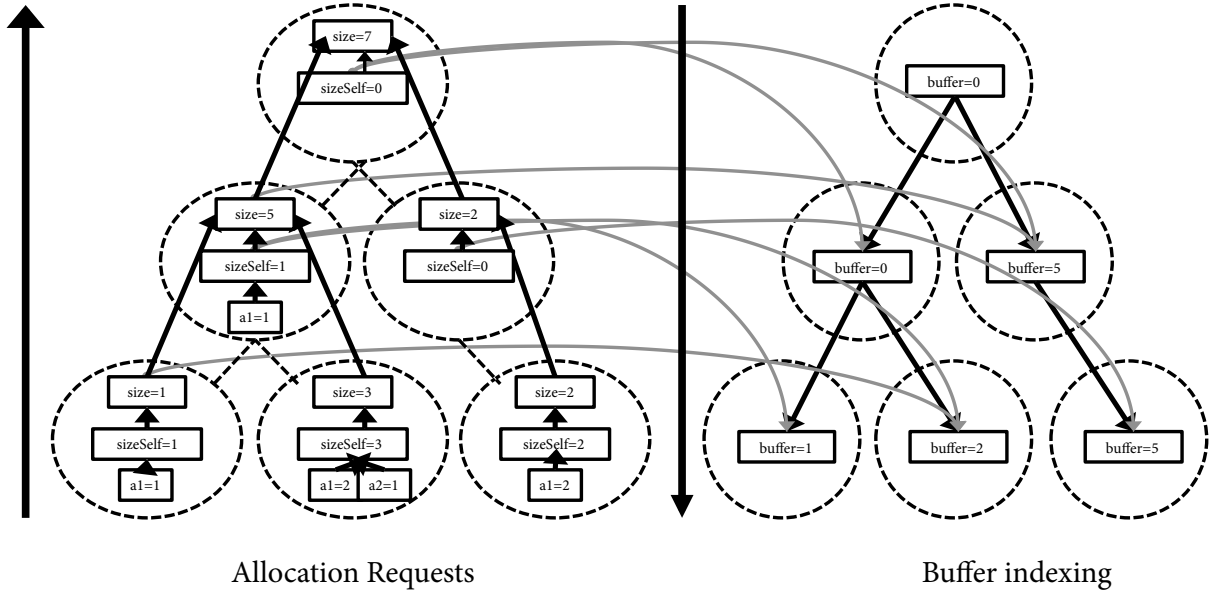 size=7
sizeSelf=0
buffer=0
size=5
size=2
sizeSelf=1
sizeSelf=0
buffer=0
buffer=5
a1=1
size=1
size=3
size=2
sizeSelf=1
sizeSelf=3
sizeSelf=2
buffer=1
buffer=2
buffer=5
a1=1
a1=2
a2=1
a1=2
Allocation Requests
Buffer indexing